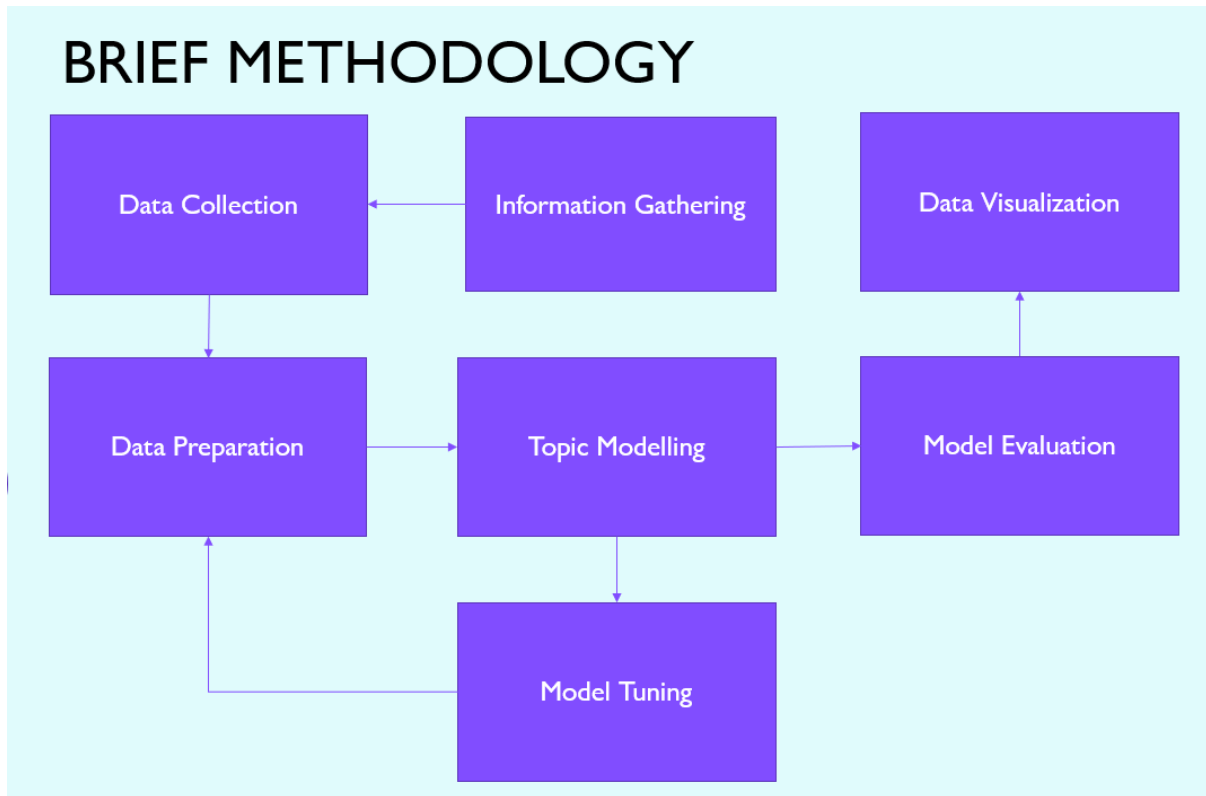 BRIEF METHODOLOGY
Data Collection
Information Gathering
Data Visualization
Data Preparation
Topic Modelling
Model Evaluation
Model Tuning